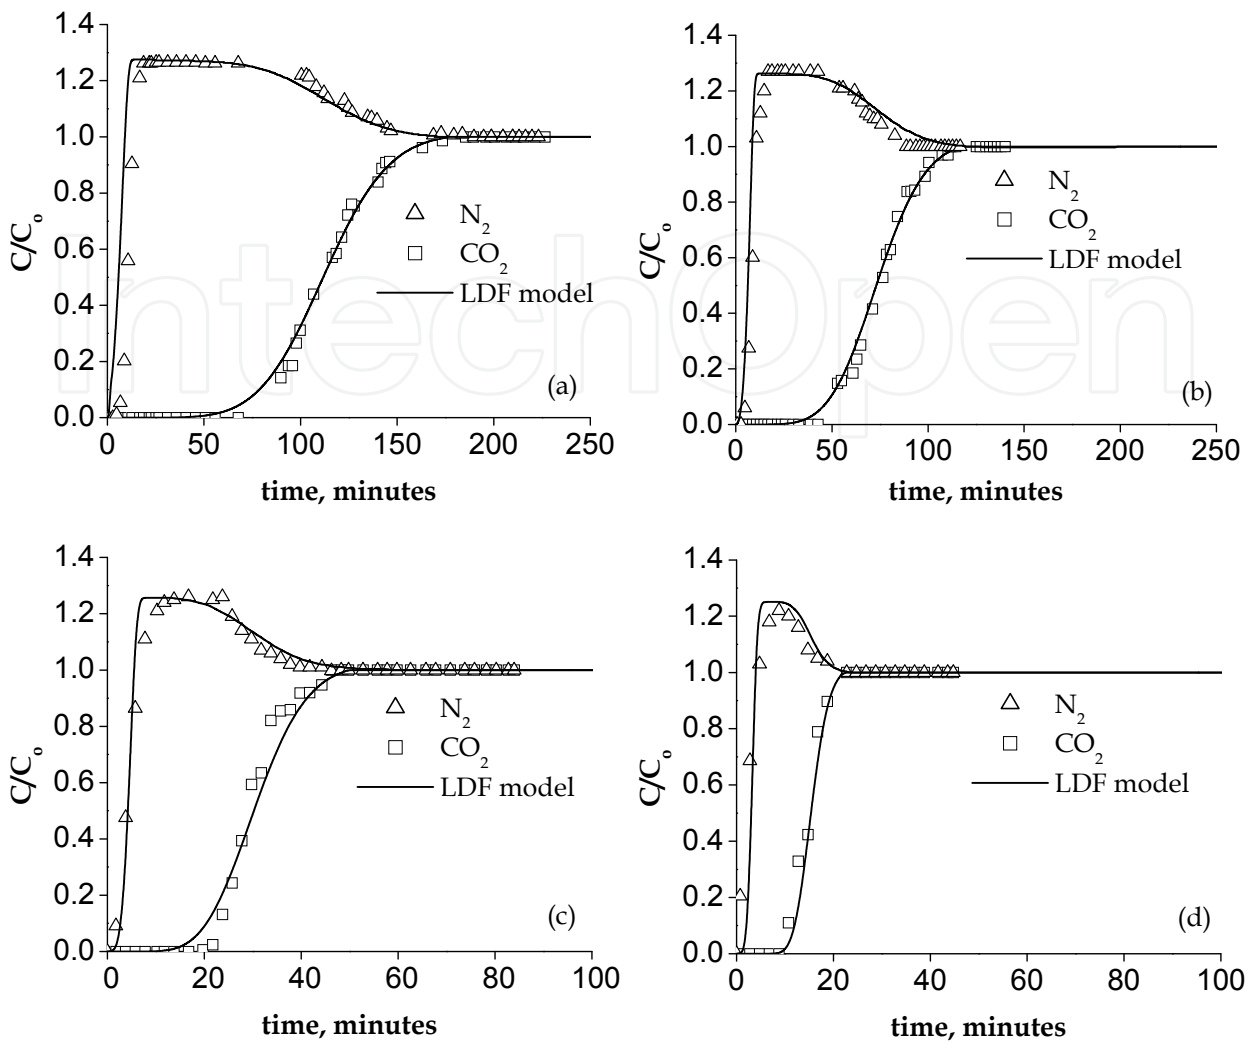 1.4
1.2
1.0
0.8
0.6
0.4
0.2
0.0
C/C₀
N₂
CO₂
LDF model
(a)
0 50 100 150 200 250
time, minutes
1.4
1.2
1.0
0.8
0.6
0.4
0.2
0.0
C/C₀
N₂
CO₂
LDF model
(b)
0 50 100 150 200 250
time, minutes
1.4
1.2
1.0
0.8
0.6
0.4
0.2
0.0
C/C₀
N₂
CO₂
LDF model
(c)
0 20 40 60 80 100
time, minutes
1.4
1.2
1.0
0.8
0.6
0.4
0.2
0.0
C/C₀
N₂
CO₂
LDF model
(d)
0 20 40 60 80 100
time, minutes
IntechOpen